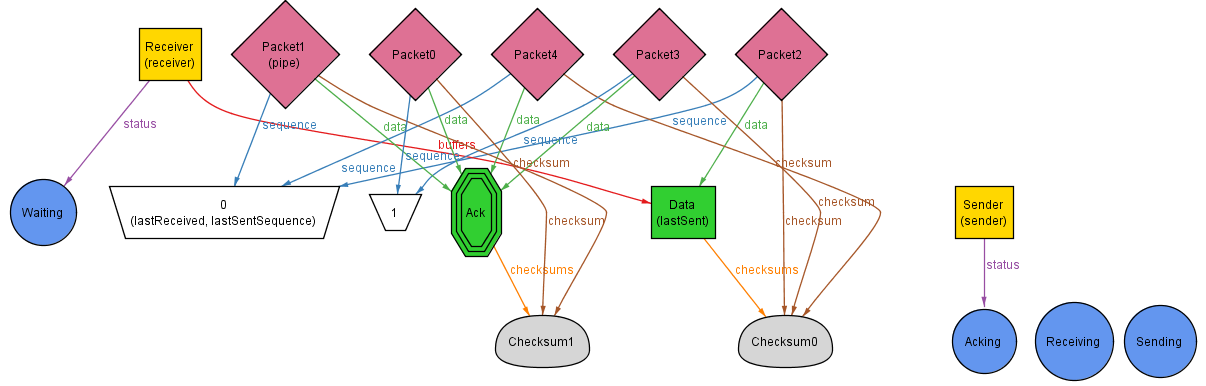 Receiver
(receiver)
Packet1
(pipe)
Packet0
Packet4
Packet3
Packet2
status
sequence
data
data
data
data
sequence
data
buffers
sequence
sequence
sequence
checksum
checksum
Waiting
0
(lastReceived, lastSentSequence)
1
Ack
Data
(lastSent)
checksum
checksum
checksum
Sender
(sender)
checksums
checksums
status
Checksum1
Checksum0
Acking
Receiving
Sending